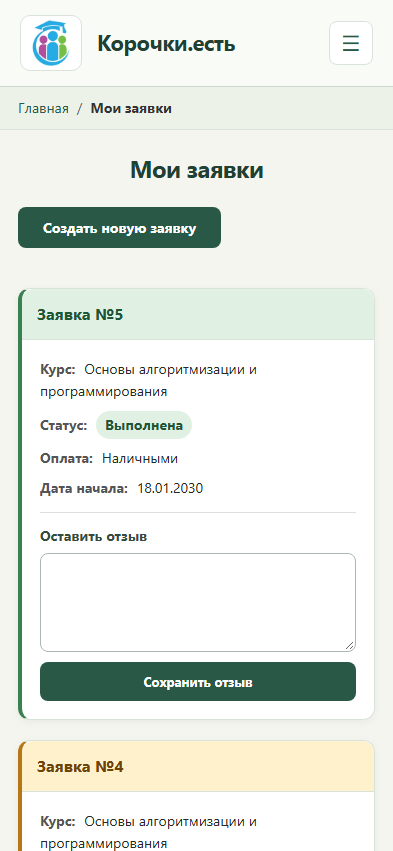 Корочки.есть
Главная / Мои заявки
Мои заявки
Создать новую заявку
Заявка №5
Курс: Основы алгоритмизации и
программирования
Статус: Выполнена
Оплата: Наличными
Дата начала: 18.01.2030
Оставить отзыв
Сохранить отзыв
Заявка №4
Курс: Основы алгоритмизации и
программирования